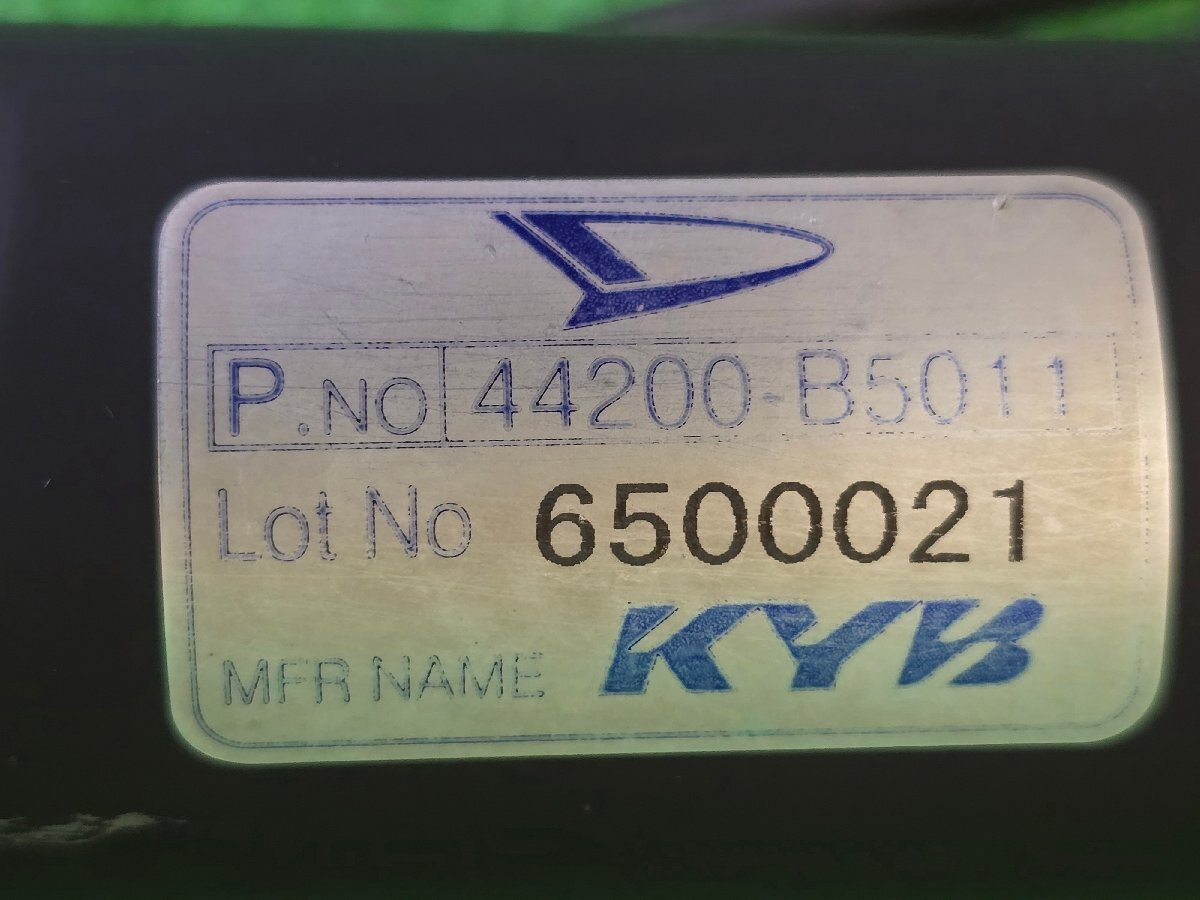 P.NO 44200-B5011
Lot No 6500021
MFR NAME KYB